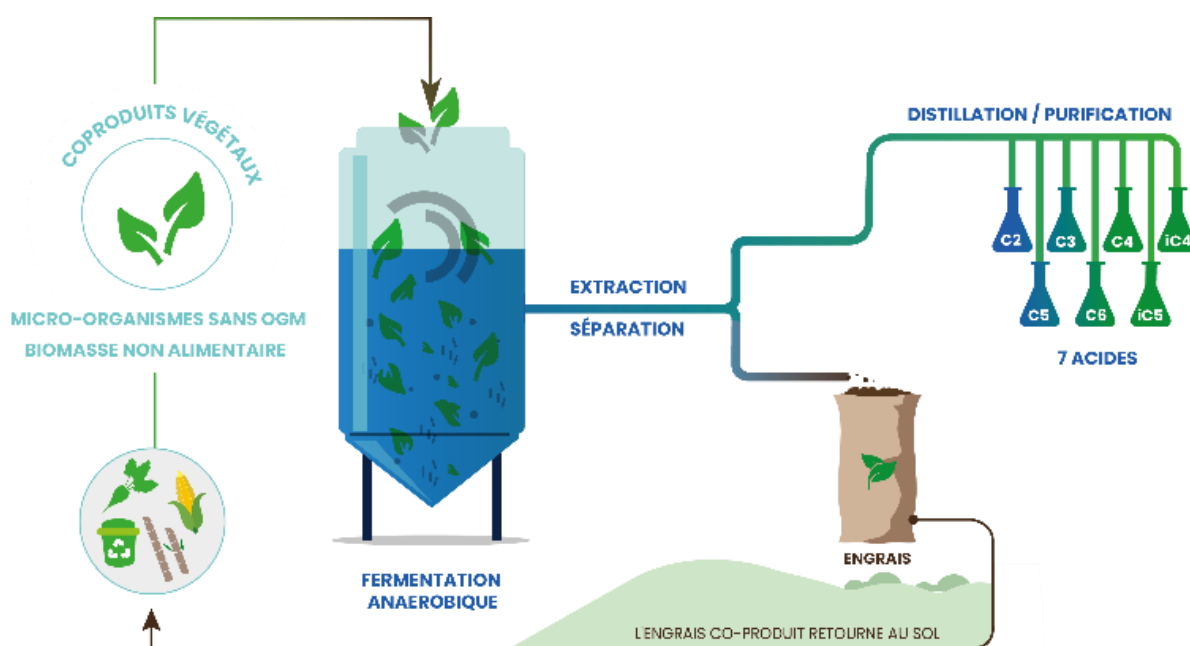 COPRODUITS VÉGÉTAUX
MICRO-ORGANISMES SANS OGM
BIOMASSE NON ALIMENTAIRE
FERMENTATION
ANAEROBIQUE
EXTRACTION
SÉPARATION
DISTILLATION / PURIFICATION
C2
C3
C4
iC4
C5
C6
iC5
7 ACIDES
ENGRAIS
L'ENGRAIS CO-PRODUIT RETOURNE AU SOL